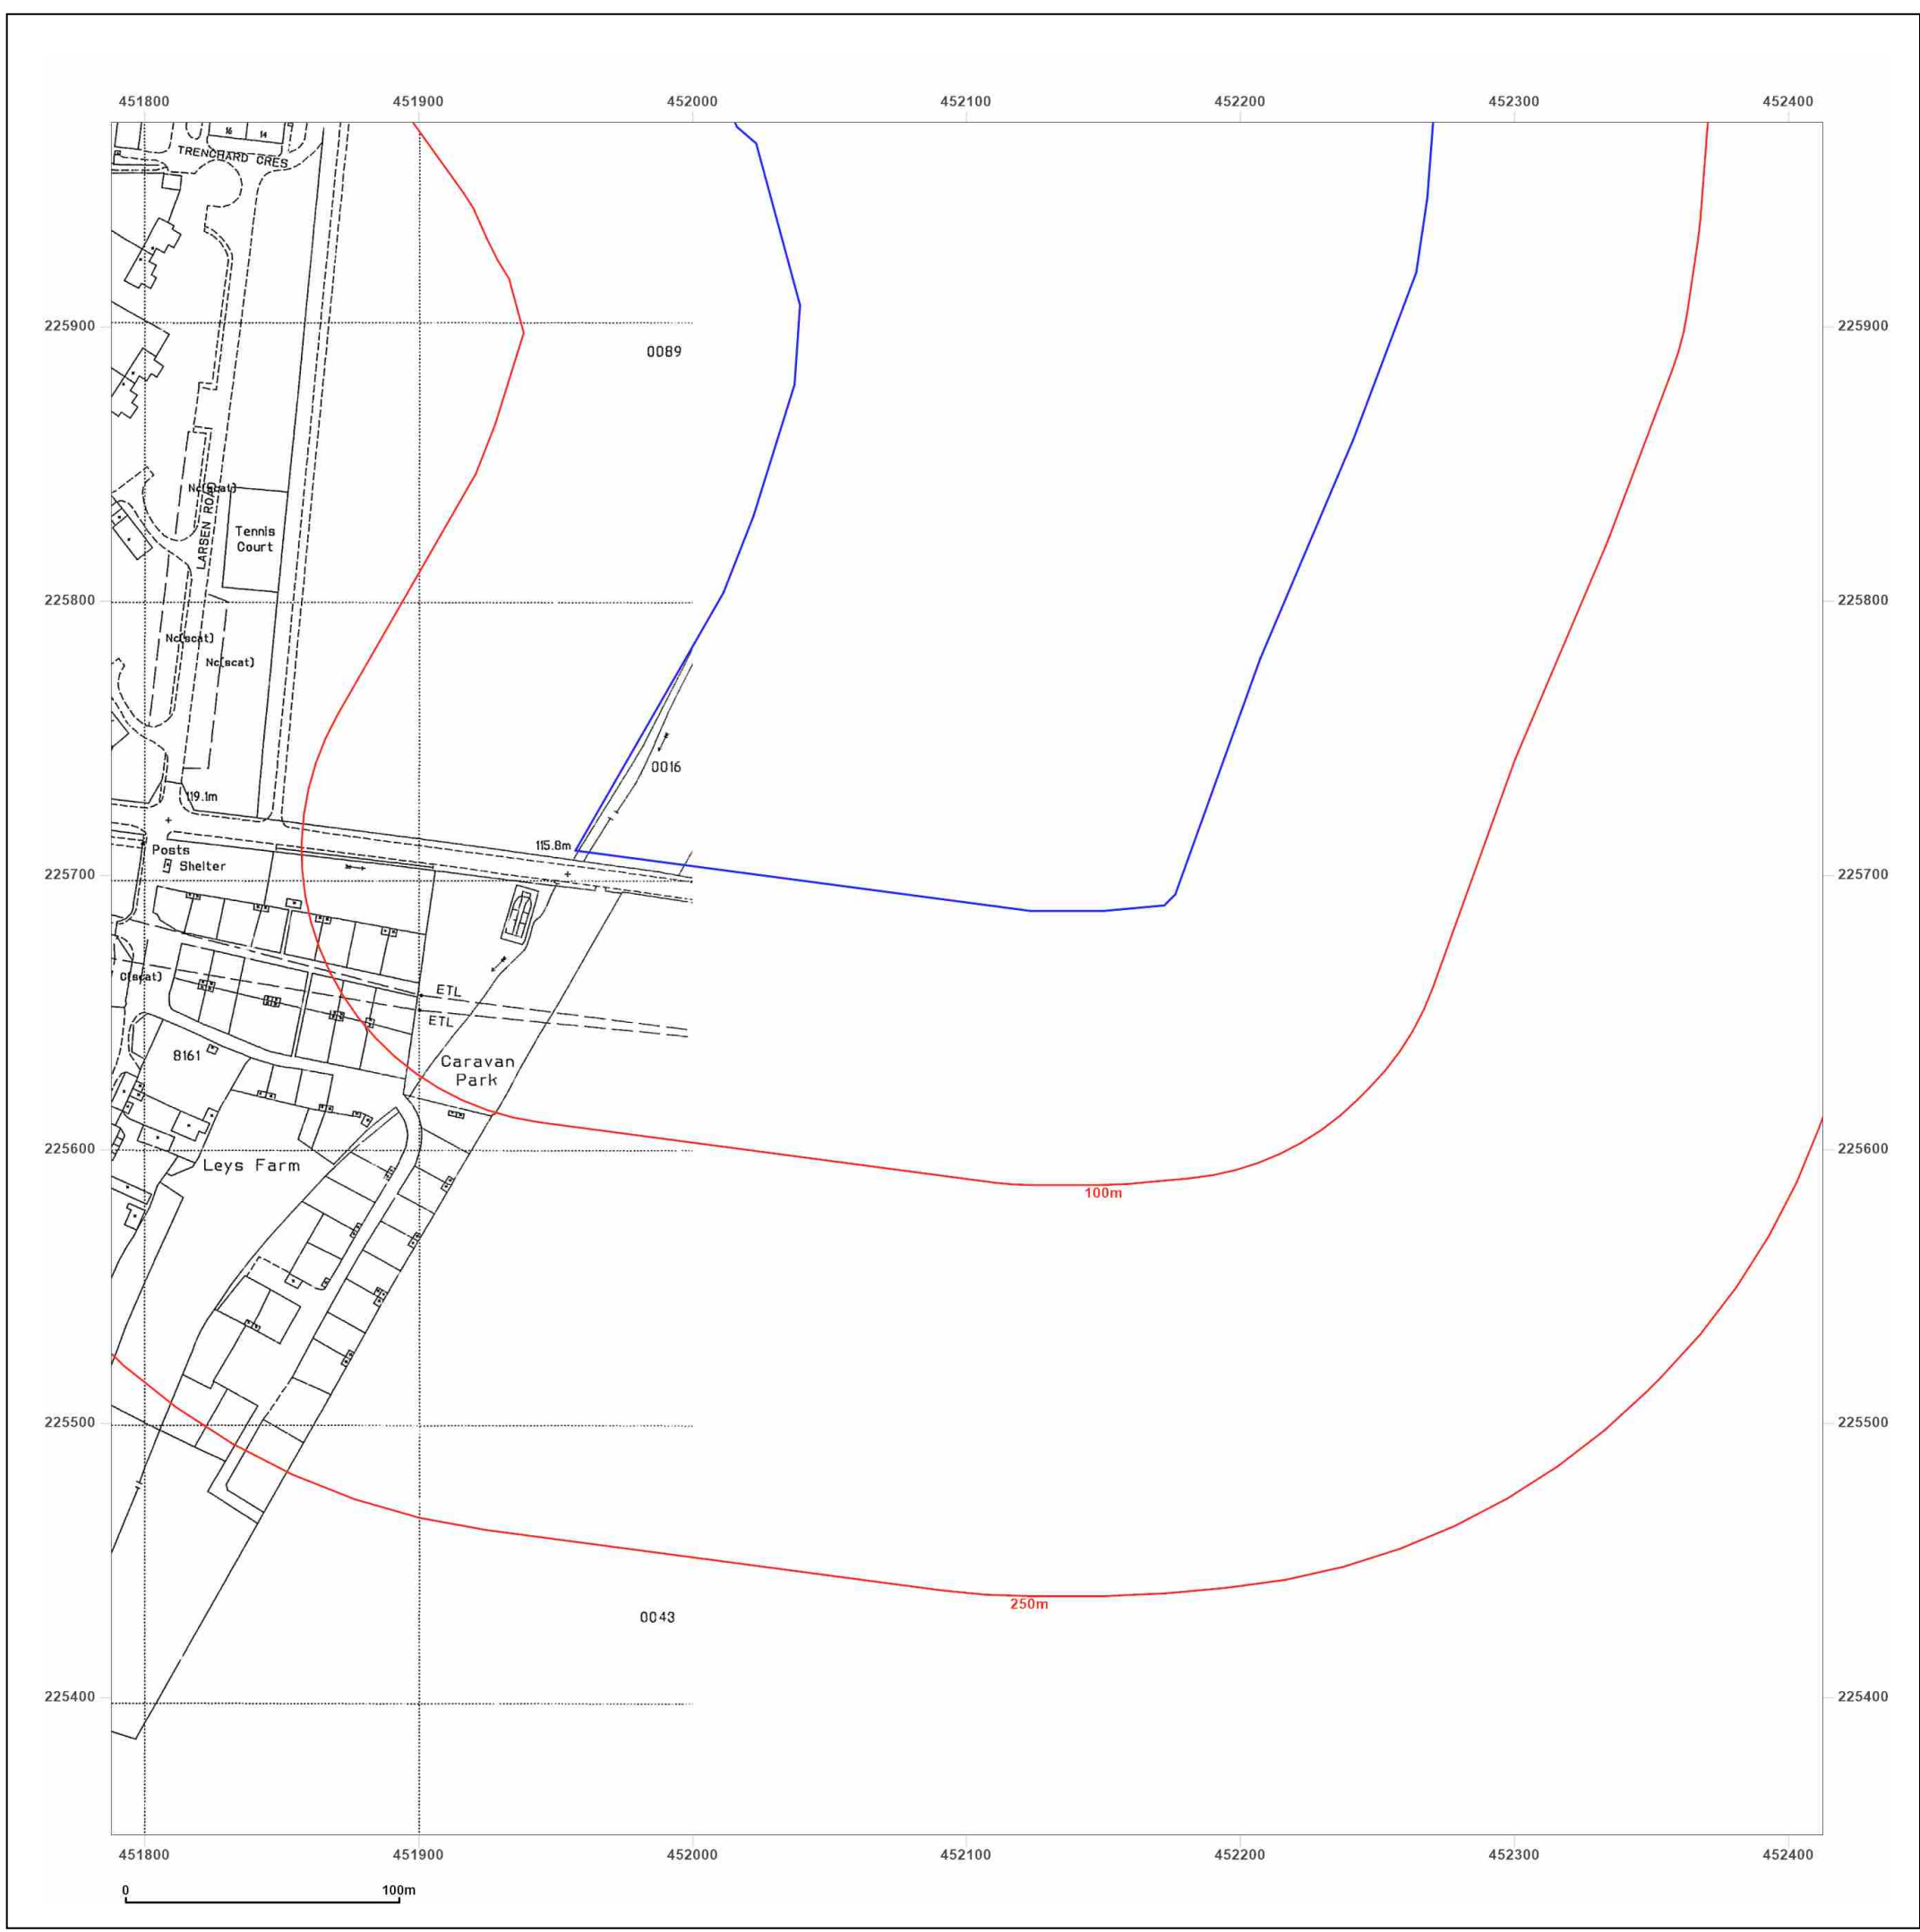 451800 451900 452000 452100 452200 452300 452400
16 14
TRENCHARD CRES
225900 225900
0089
Nc(scat)
LARSEN ROAD
Tennis
Court
225800 225800
Nc(scat)
Nc(scat)
0016
119.1m
115.8m
Posts
Shelter
225700 225700
C(scat)
ETL
ETL
8161
Caravan
Park
225600 225600
Leys Farm
100m
225500 225500
250m
0043
225400 225400
451800 451900 452000 452100 452200 452300 452400
0 100m